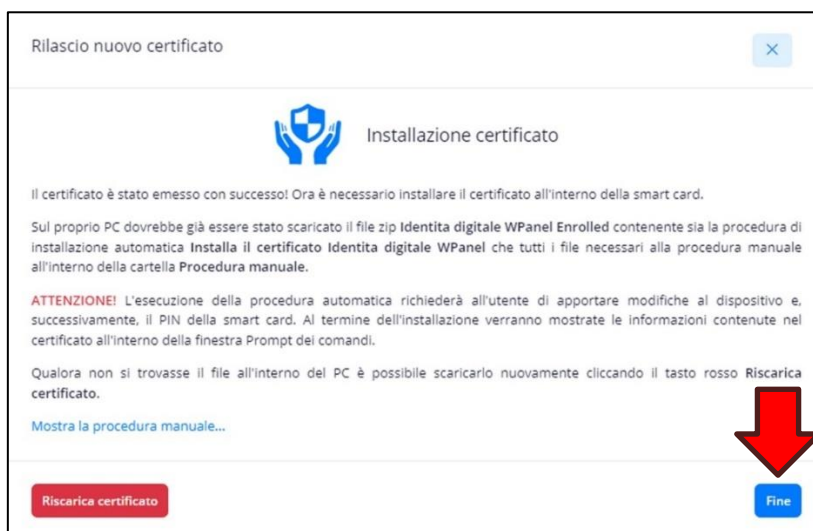 Rilascio nuovo certificato
Installazione certificato
Il certificato è stato emesso con successo! Ora è necessario installare il certificato all'interno della smart card.
Sul proprio PC dovrebbe già essere stato scaricato il file zip Identita digitale WPanel Enrolled contenente sia la procedura di
installazione automatica Installa il certificato Identita digitale WPanel che tutti i file necessari alla procedura manuale
all'interno della cartella Procedura manuale.
ATTENZIONE! L'esecuzione della procedura automatica richiederà all'utente di apportare modifiche al dispositivo e,
successivamente, il PIN della smart card. Al termine dell'installazione verranno mostrate le informazioni contenute nel
certificato all'interno della finestra Prompt dei comandi.
Qualora non si trovasse il file all'interno del PC è possibile scaricarlo nuovamente cliccando il tasto rosso Riscarica
certificato.
Mostra la procedura manuale...
Riscarica certificato
Fine